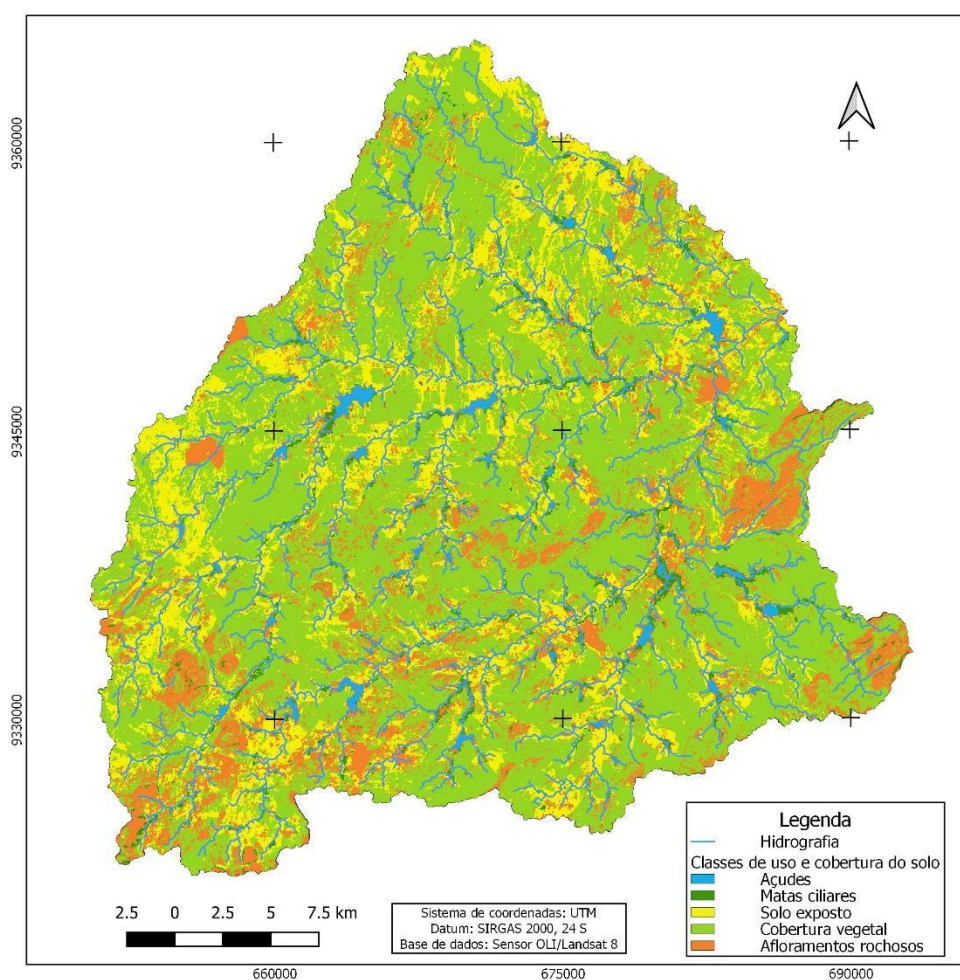 9360000
9345000
9330000
Legenda
Hidrografia
Classes de uso e cobertura do solo
Açudes
Matas ciliares
Solo exposto
Cobertura vegetal
Afloramentos rochosos
2.5 0 2.5 5 7.5 km
Sistema de coordenadas: UTM
Datum: SIRGAS 2000, 24 S
Base de dados: Sensor OLI/Landsat 8
660000 675000 690000